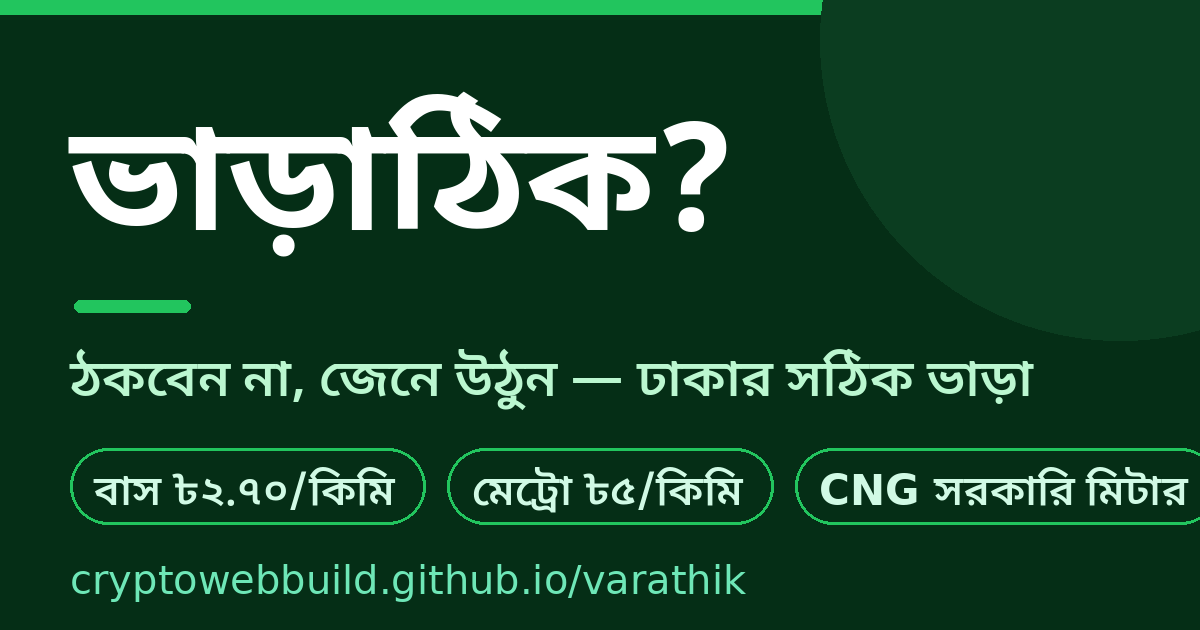 ভাড়াঠিক?
ঠকবেন না, জেনে উঠুন — ঢাকার সঠিক ভাড়া
বাস ৳২.৭০/কিমি মেট্রো ৳৫/কিমি CNG সরকারি মিটার
cryptowebbuild.github.io/varathik